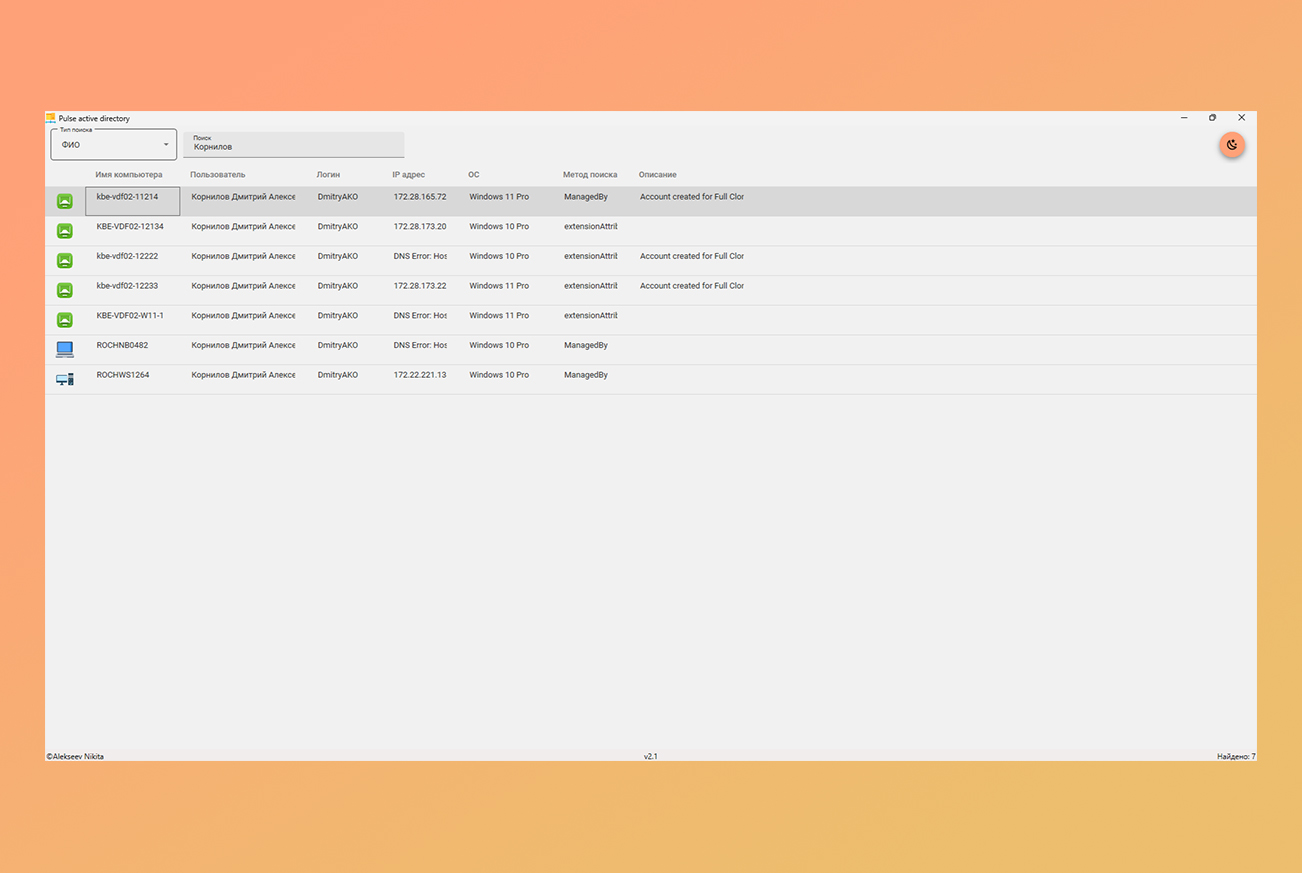 Pulse active directory
Тип поиска
ФИО
Поиск
Корнилов
Имя компьютера Пользователь Логин IP адрес ОС Метод поиска Описание
kbe-vdf02-11214 Корнилов Дмитрий Алексе DmitryAKO 172.28.165.72 Windows 11 Pro ManagedBy Account created for Full Clor
KBE-VDF02-12134 Корнилов Дмитрий Алексе DmitryAKO 172.28.173.20 Windows 10 Pro extensionAttril
kbe-vdf02-12222 Корнилов Дмитрий Алексе DmitryAKO DNS Error: Hos Windows 10 Pro extensionAttril Account created for Full Clor
kbe-vdf02-12233 Корнилов Дмитрий Алексе DmitryAKO 172.28.173.22 Windows 11 Pro extensionAttril Account created for Full Clor
KBE-VDF02-W11-1 Корнилов Дмитрий Алексе DmitryAKO DNS Error: Hos Windows 11 Pro extensionAttril
ROCHNB0482 Корнилов Дмитрий Алексе DmitryAKO DNS Error: Hos Windows 10 Pro ManagedBy
ROCHWS1264 Корнилов Дмитрий Алексе DmitryAKO 172.22.221.13 Windows 10 Pro ManagedBy
©Alekseev Nikita v2.1 Найдено: 7